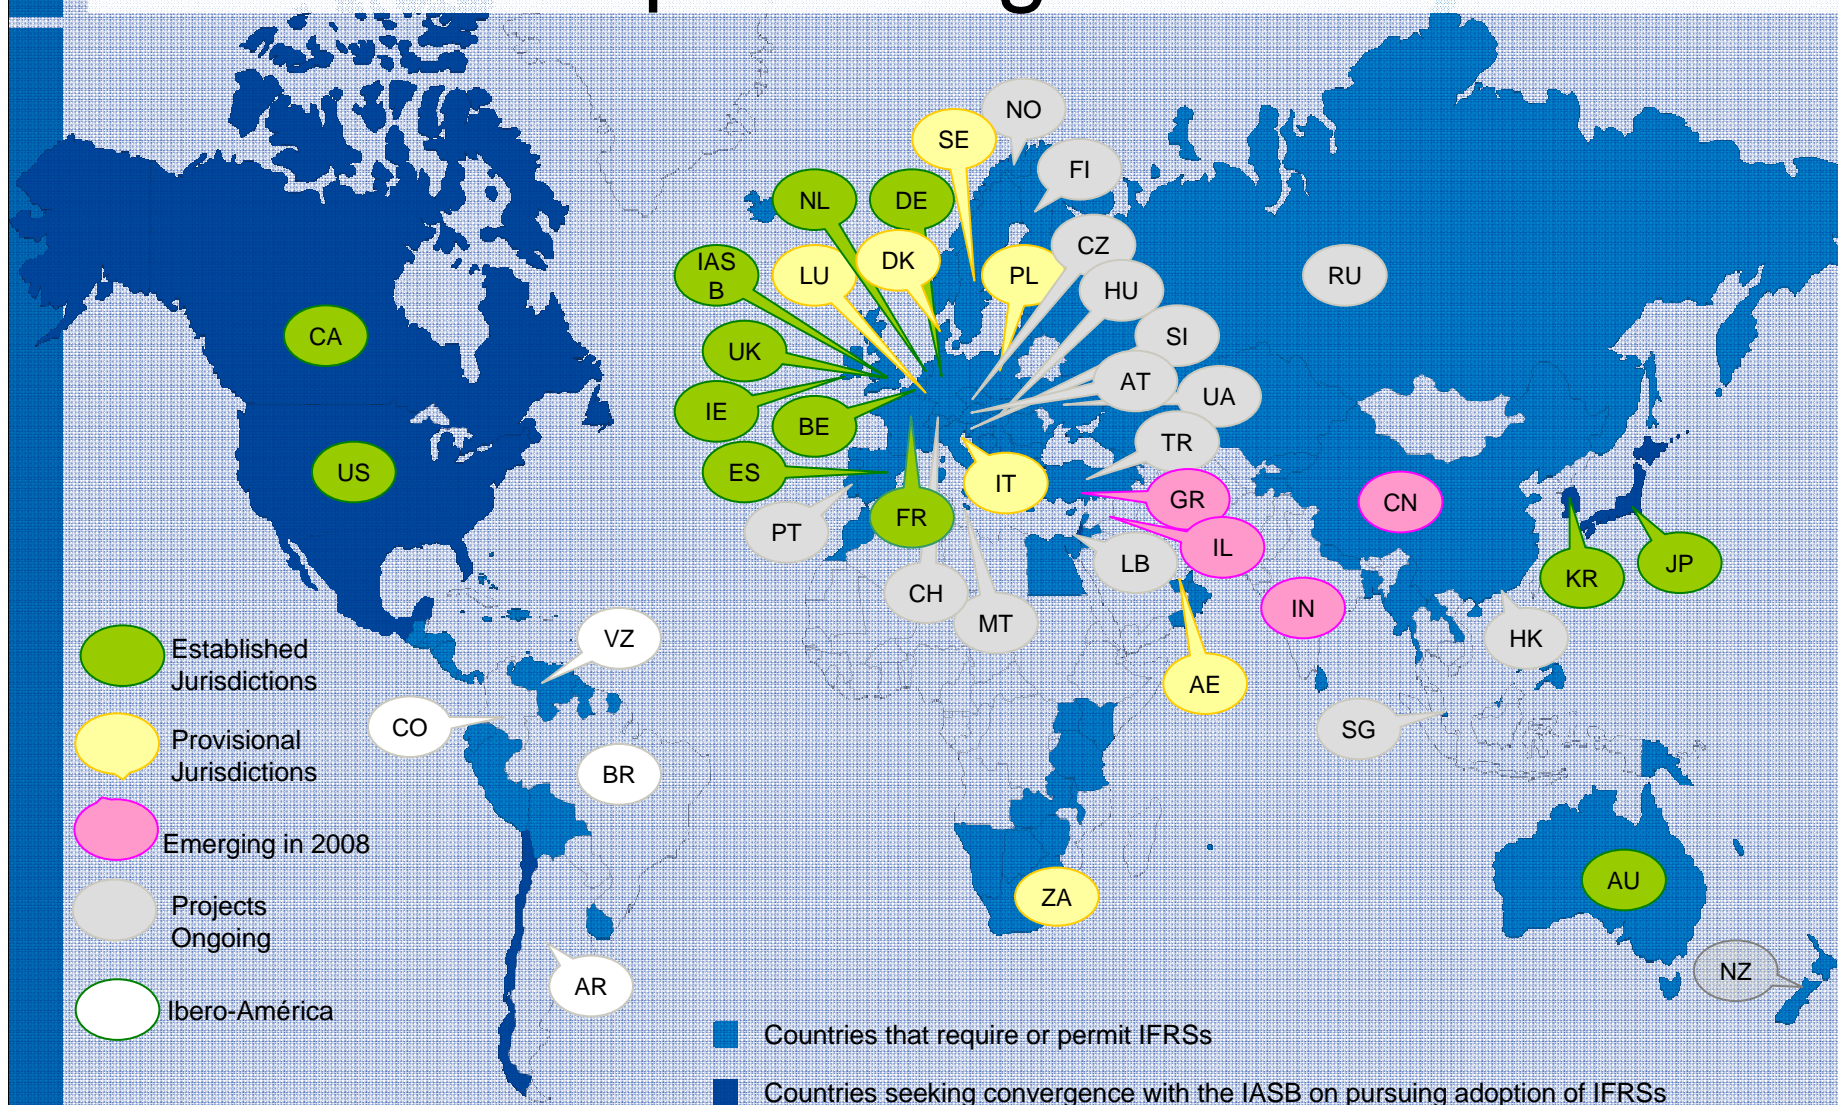 NO
SE
FI
NL
DE
CZ
DK
IAS
B
LU
PL
HU
RU
CA
SI
UK
AT
UA
IE
BE
TR
US
ES
IT
GR
CN
FR
PT
IL
LB
JP
KR
CH
IN
MT
VZ
HK
Established
Jurisdictions
AE
CO
SG
Provisional
Jurisdictions
BR
Emerging in 2008
AU
ZA
Projects
Ongoing
NZ
AR
Ibero-América
Countries that require or permit IFRSs
Countries seeking convergence with the IASB on pursuing adoption of IFRSs